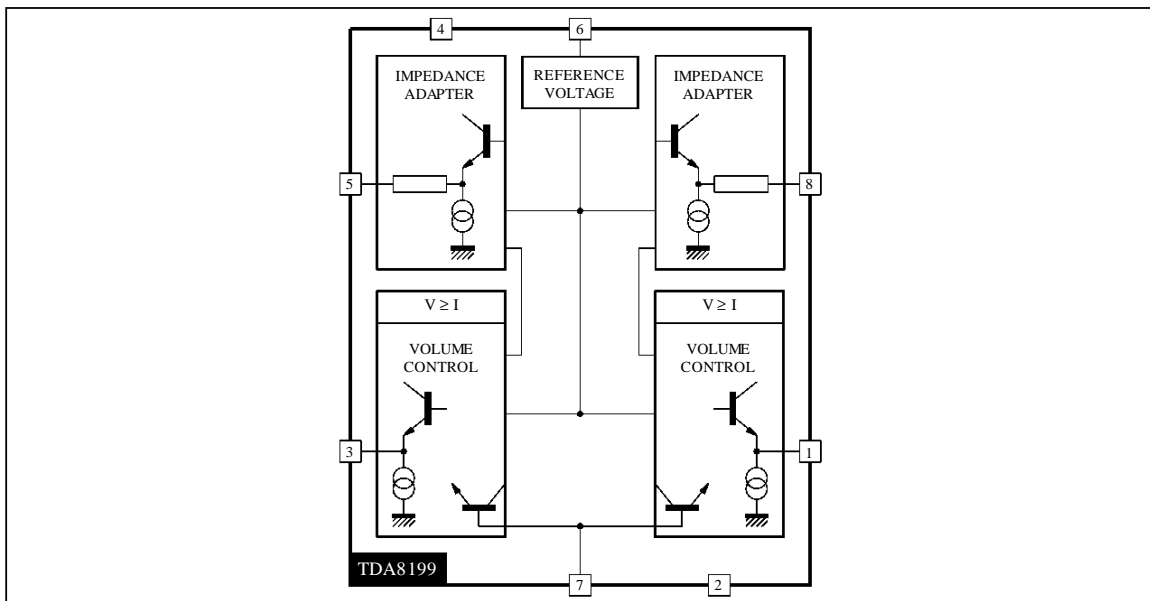 4
6
IMPEDANCE
ADAPTER
REFERENCE
VOLTAGE
IMPEDANCE
ADAPTER
5
8
V ≥ I
V ≥ I
VOLUME
CONTROL
VOLUME
CONTROL
3
1
TDA8199
7
2